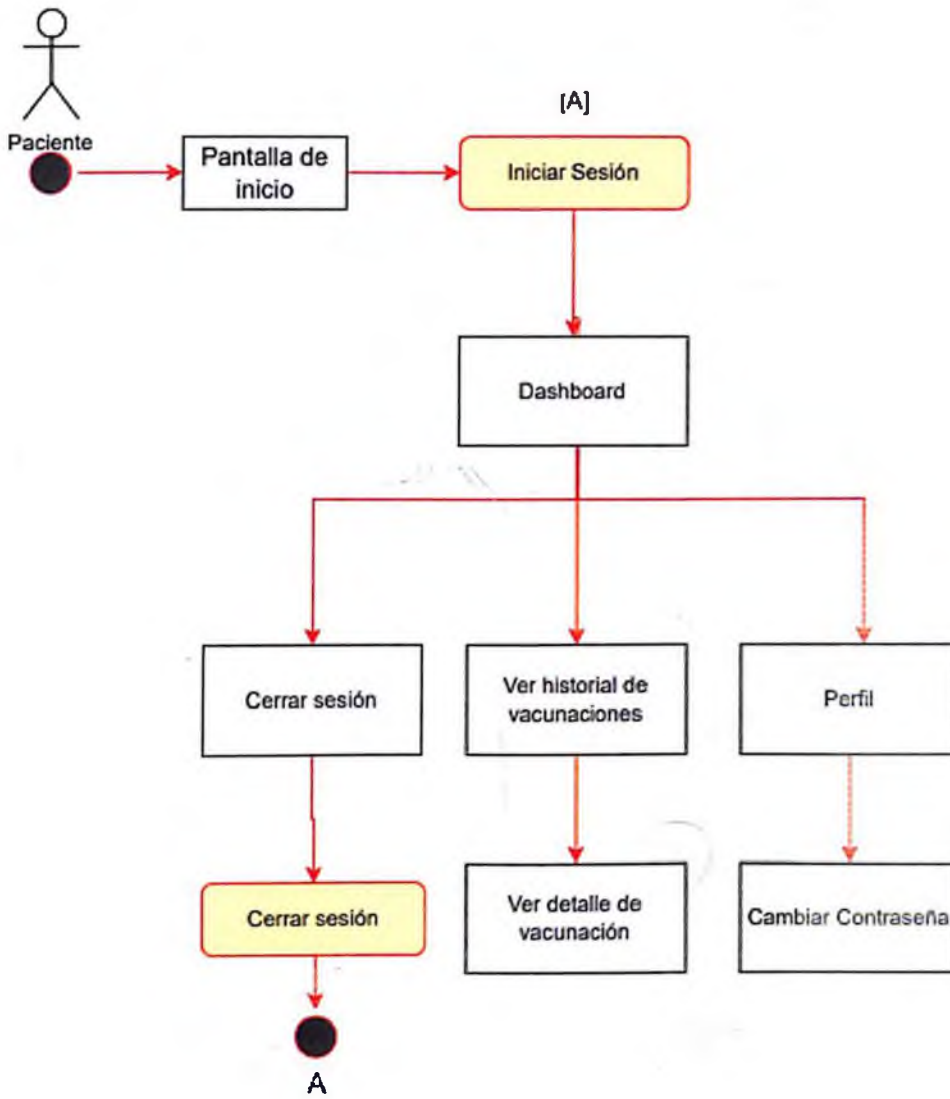 Paciente
[A]
Pantalla de
inicio
Iniciar Sesión
Dashboard
Cerrar sesión
Ver historial de
vacunaciones
Perfil
Cerrar sesión
Ver detalle de
vacunación
Cambiar Contraseña
A